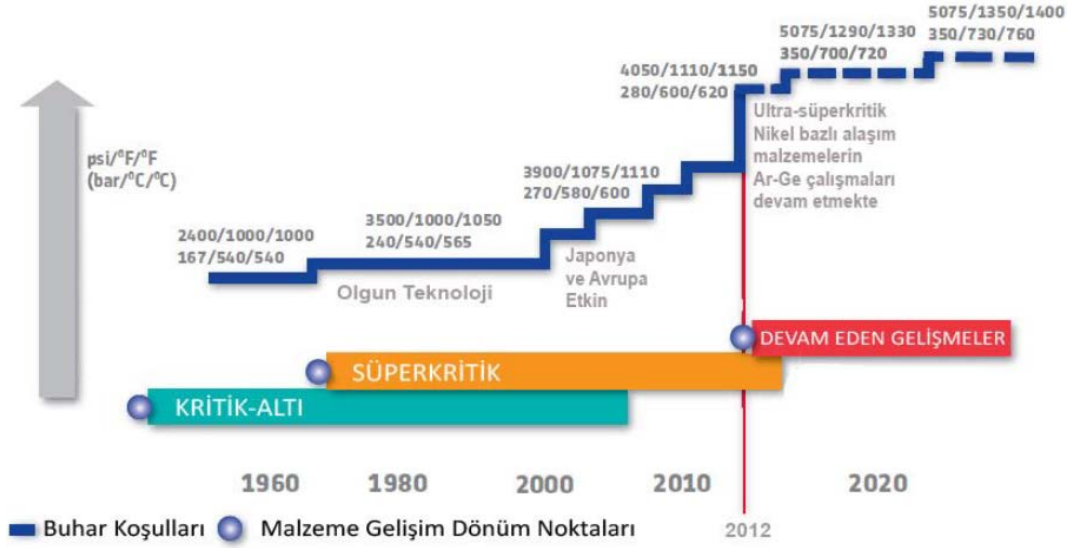 5075/1350/1400
350/730/760
5075/1290/1330
350/700/720
4050/1110/1150
280/600/620
Ultra-süperkritik
Nikel bazlı alaşım
malzemelerin
Ar-Ge çalışmaları
devam etmekte
psi/⁰F/⁰F
(bar/⁰C/⁰C)
3900/1075/1110
270/580/600
3500/1000/1050
240/540/565
2400/1000/1000
167/540/540
Japonya
ve Avrupa
Etkin
Olgun Teknoloji
DEVAM EDEN GELİŞMELER
SÜPERKRİTİK
KRİTİK-ALTI
1960 1980 2000 2010 2020
2012
Buhar Koşulları Malzeme Gelişim Dönüm Noktaları